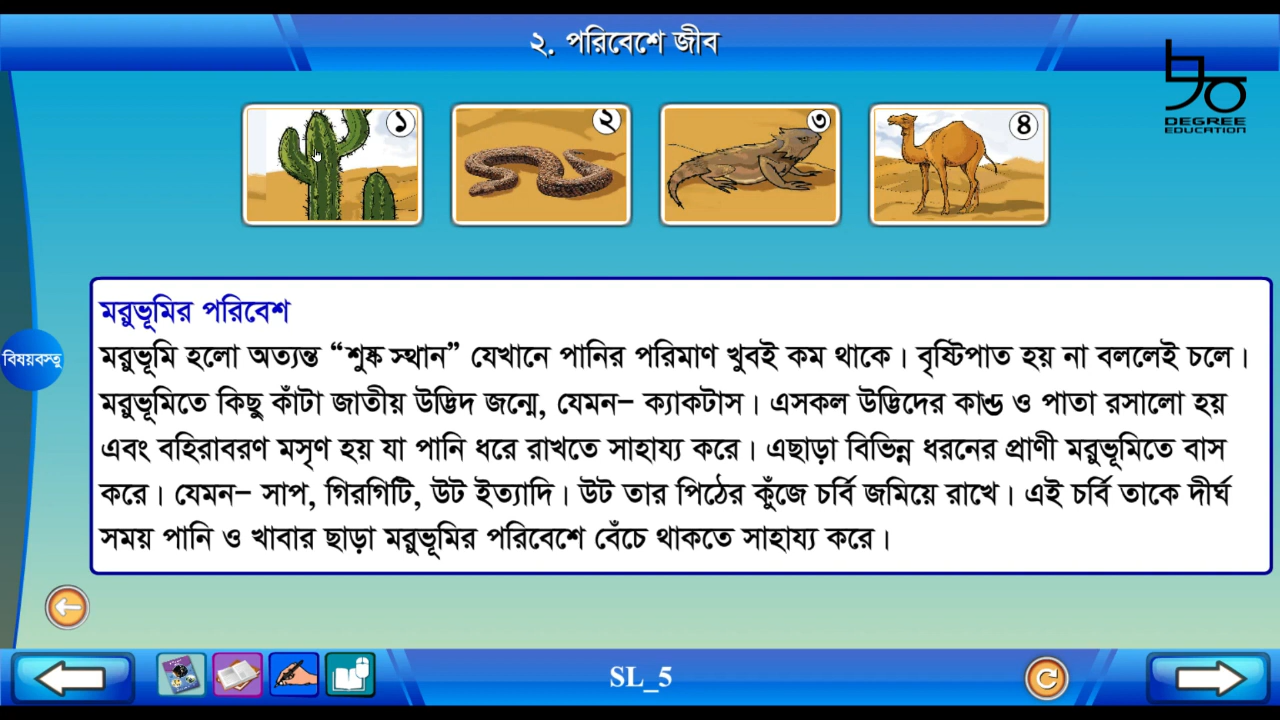 ২. পরিবেশে জীব
DEGREE
EDUCATION
১
২
৩
৪
মরুভূমির পরিবেশ
মরুভূমি হলো অত্যন্ত “শুষ্ক স্থান” যেখানে পানির পরিমাণ খুবই কম থাকে। বৃষ্টিপাত হয় না বললেই চলে।
মরুভূমিতে কিছু কাঁটা জাতীয় উদ্ভিদ জন্মে, যেমন– ক্যাকটাস। এসকল উদ্ভিদের কাণ্ড ও পাতা রসালো হয়
এবং বহিরাবরণ মসৃণ হয় যা পানি ধরে রাখতে সাহায্য করে। এছাড়া বিভিন্ন ধরনের প্রাণী মরুভূমিতে বাস
করে। যেমন– সাপ, গিরগিটি, উট ইত্যাদি। উট তার পিঠের কুঁজে চর্বি জমিয়ে রাখে। এই চর্বি তাকে দীর্ঘ
সময় পানি ও খাবার ছাড়া মরুভূমির পরিবেশে বেঁচে থাকতে সাহায্য করে।
বিষয়বস্তু
SL_5